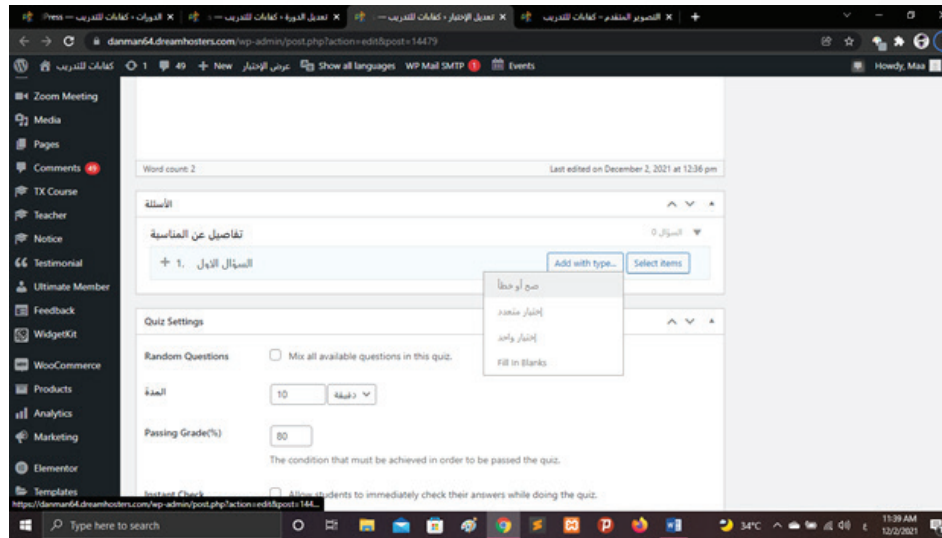 الدورات ‹ كفايات للتدريب — Press
تعديل الدورة ‹ كفايات للتدريب —
تعديل الإختبار ‹ كفايات للتدريب —
التصوير المتقدم – كفايات للتدريب
danman64.dreamhosters.com/wp-admin/post.php?action=edit&post=14479
كفايات للتدريب 1 49 New عرض الإختبار Show all languages WP Mail SMTP 1 Events Howdy, Maa
Zoom Meeting
Media
Pages
Comments 49
TX Course
Teacher
Notice
Testimonial
Ultimate Member
Feedback
WidgetKit
WooCommerce
Products
Analytics
Marketing
Elementor
Templates
Word count: 2 Last edited on December 2, 2021 at 12:36 pm
الأسئلة
تفاصيل عن المناسبة
السؤال 0
1. السؤال الاول
Add with type... Select items
صح أو خطأ
إختيار متعدد
إختيار واحد
Fill in Blanks
Quiz Settings
Random Questions Mix all available questions in this quiz.
المدة 10 دقيقة
Passing Grade(%) 80
The condition that must be achieved in order to be passed the quiz.
Instant Check Allow students to immediately check their answers while doing the quiz.
https://danman64.dreamhosters.com/wp-admin/post.php?action=edit&post=144...
Type here to search
34°C
11:39 AM
12/2/2021